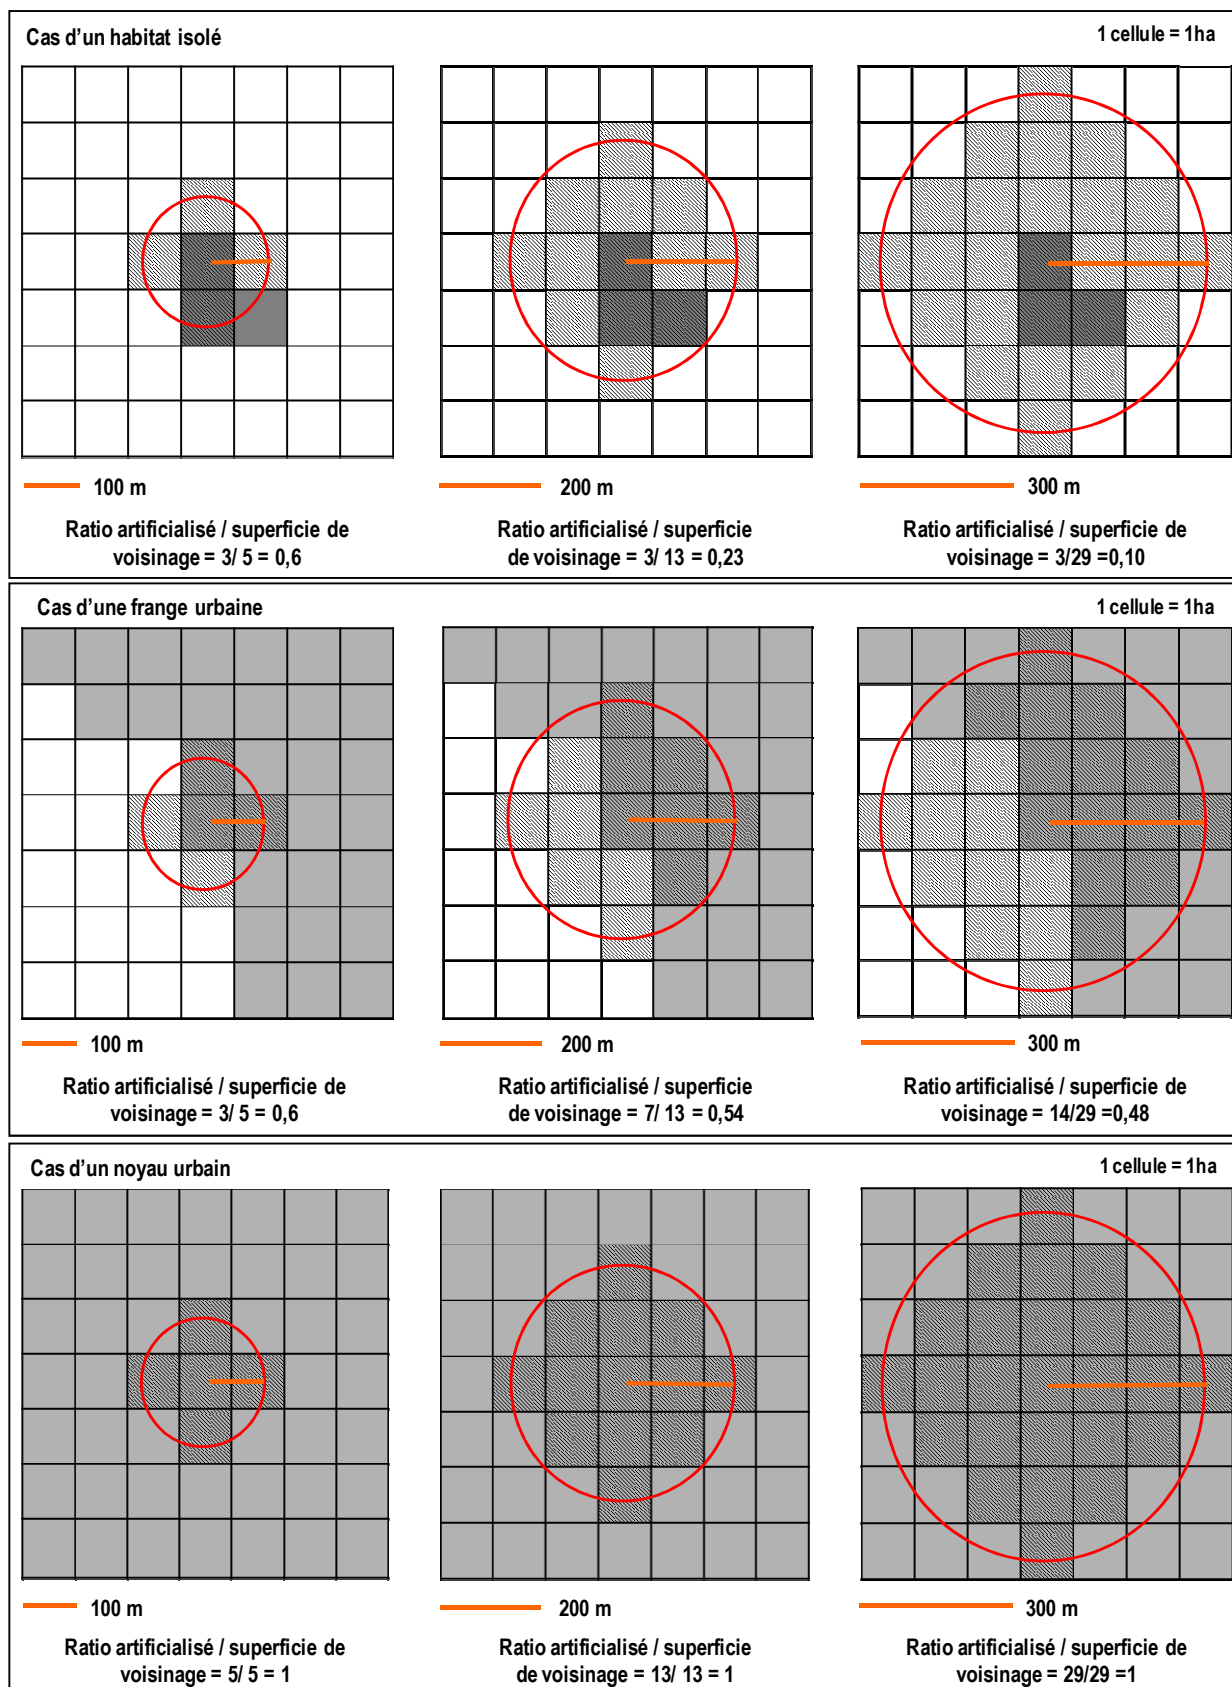 Cas d'un habitat isolé
1 cellule = 1ha
100 m
200 m
300 m
Ratio artificialisé / superficie de
voisinage = 3/ 5 = 0,6
Ratio artificialisé / superficie
de voisinage = 3/ 13 = 0,23
Ratio artificialisé / superficie de
voisinage = 3/29 =0,10
Cas d'une frange urbaine
1 cellule = 1ha
100 m
200 m
300 m
Ratio artificialisé / superficie de
voisinage = 3/ 5 = 0,6
Ratio artificialisé / superficie
de voisinage = 7/ 13 = 0,54
Ratio artificialisé / superficie de
voisinage = 14/29 =0,48
Cas d'un noyau urbain
1 cellule = 1ha
100 m
200 m
300 m
Ratio artificialisé / superficie de
voisinage = 5/ 5 = 1
Ratio artificialisé / superficie
de voisinage = 13/ 13 = 1
Ratio artificialisé / superficie de
voisinage = 29/29 =1